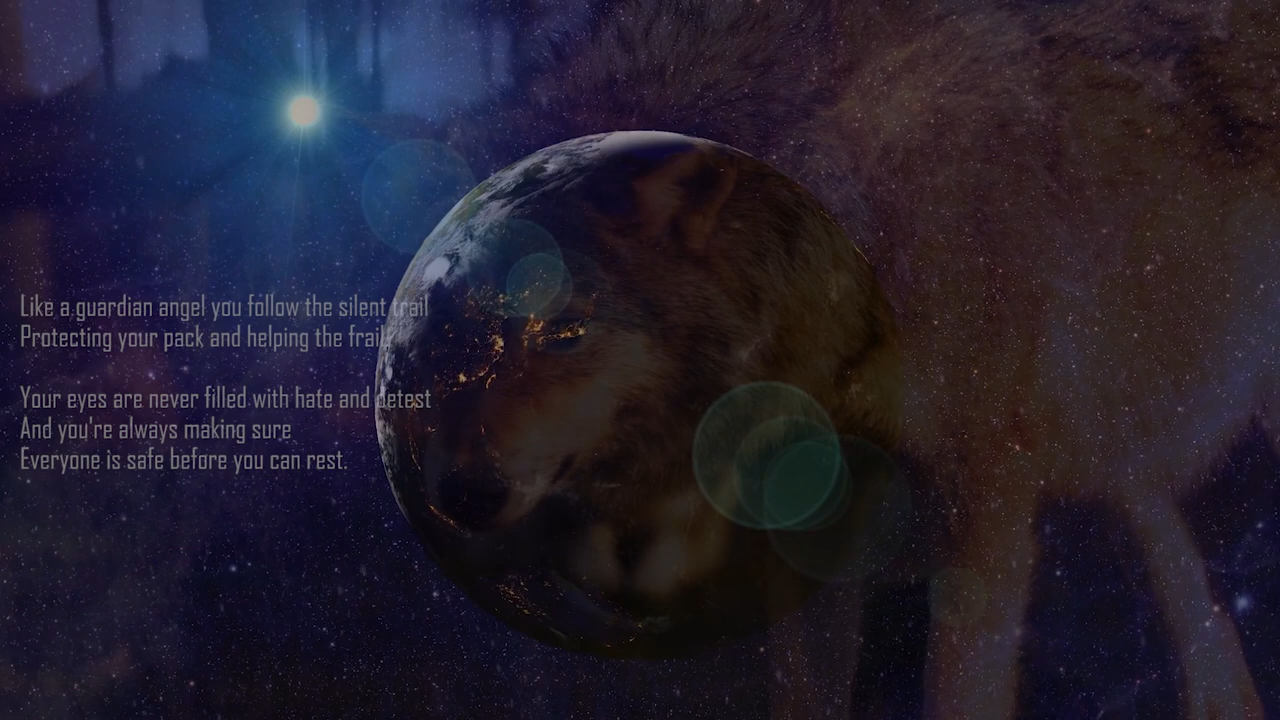 Like a guardian angel you follow the silent trail
Protecting your pack and helping the frail.
Your eyes are never filled with hate and detest
And you're always making sure
Everyone is safe before you can rest.